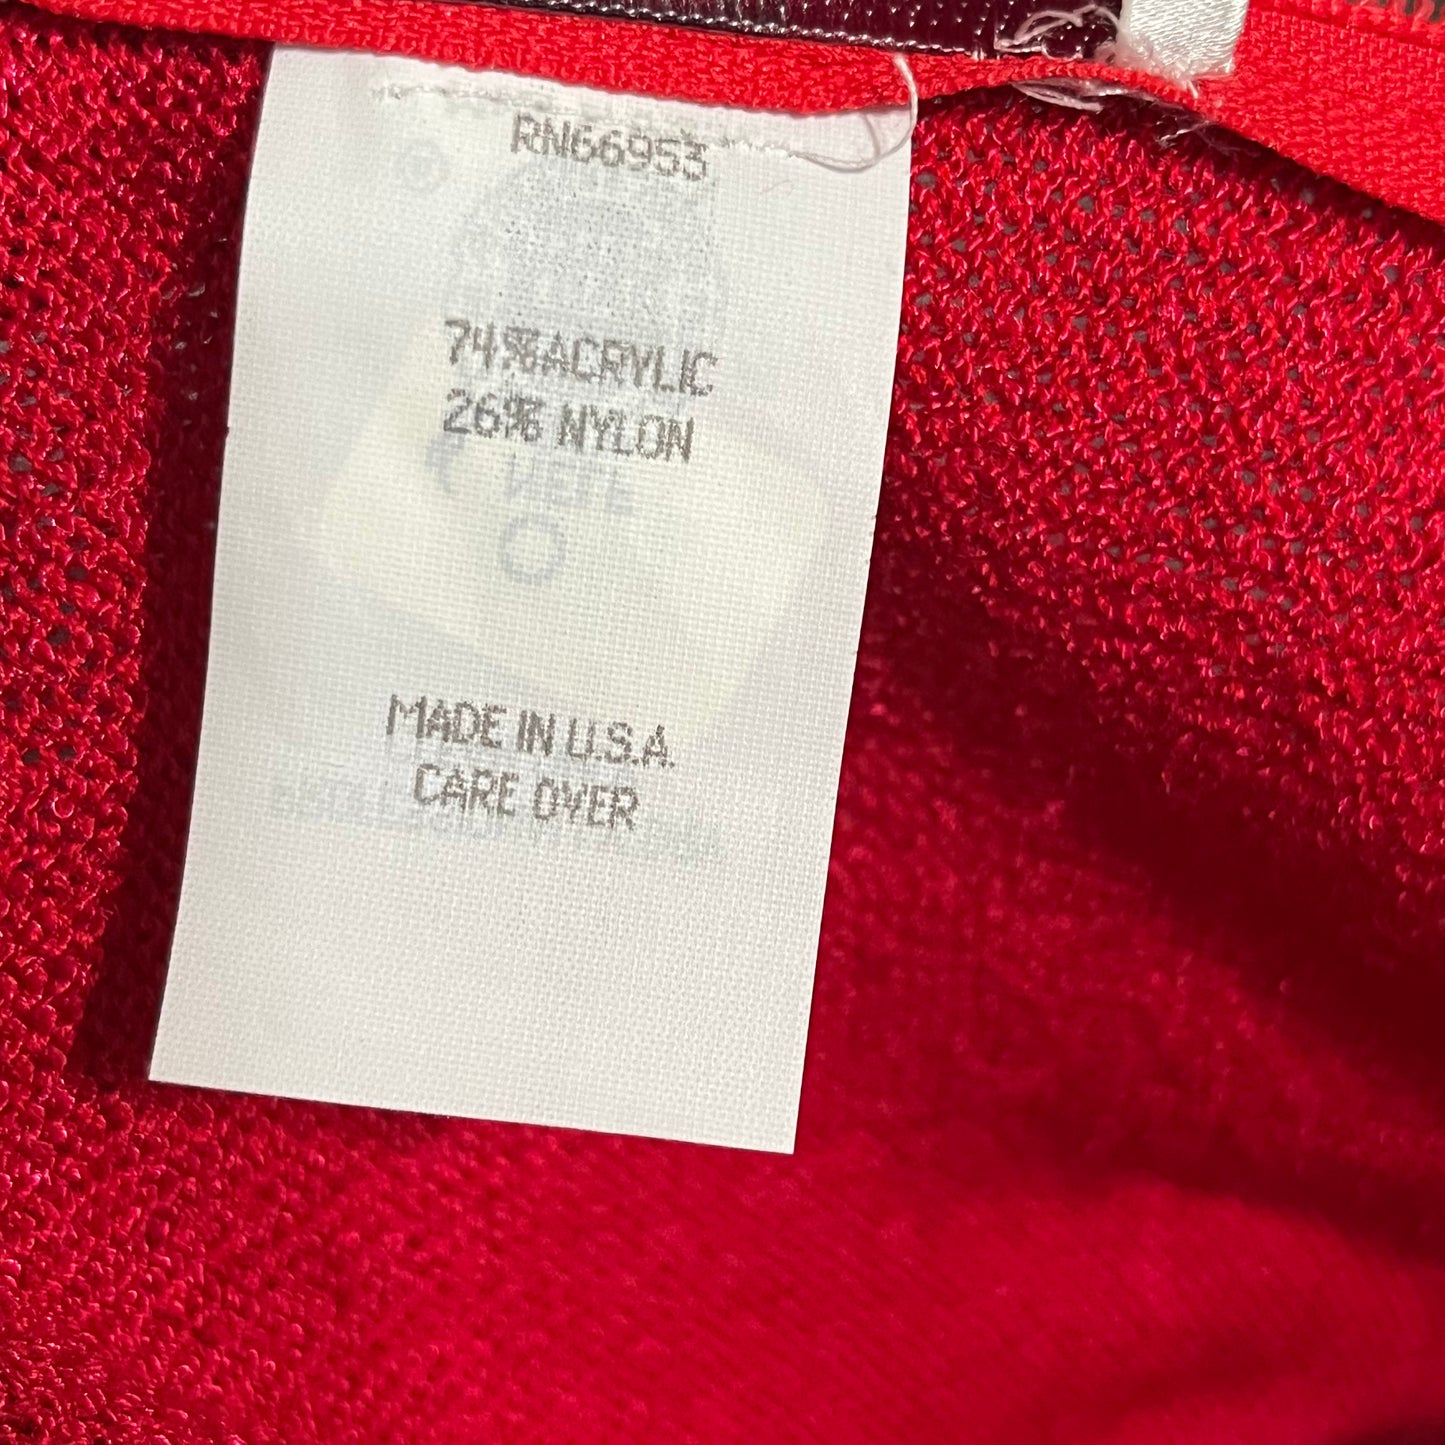 RN66953
74%ACRYLIC
26% NYLON
MADE IN U.S.A.
CARE OVER